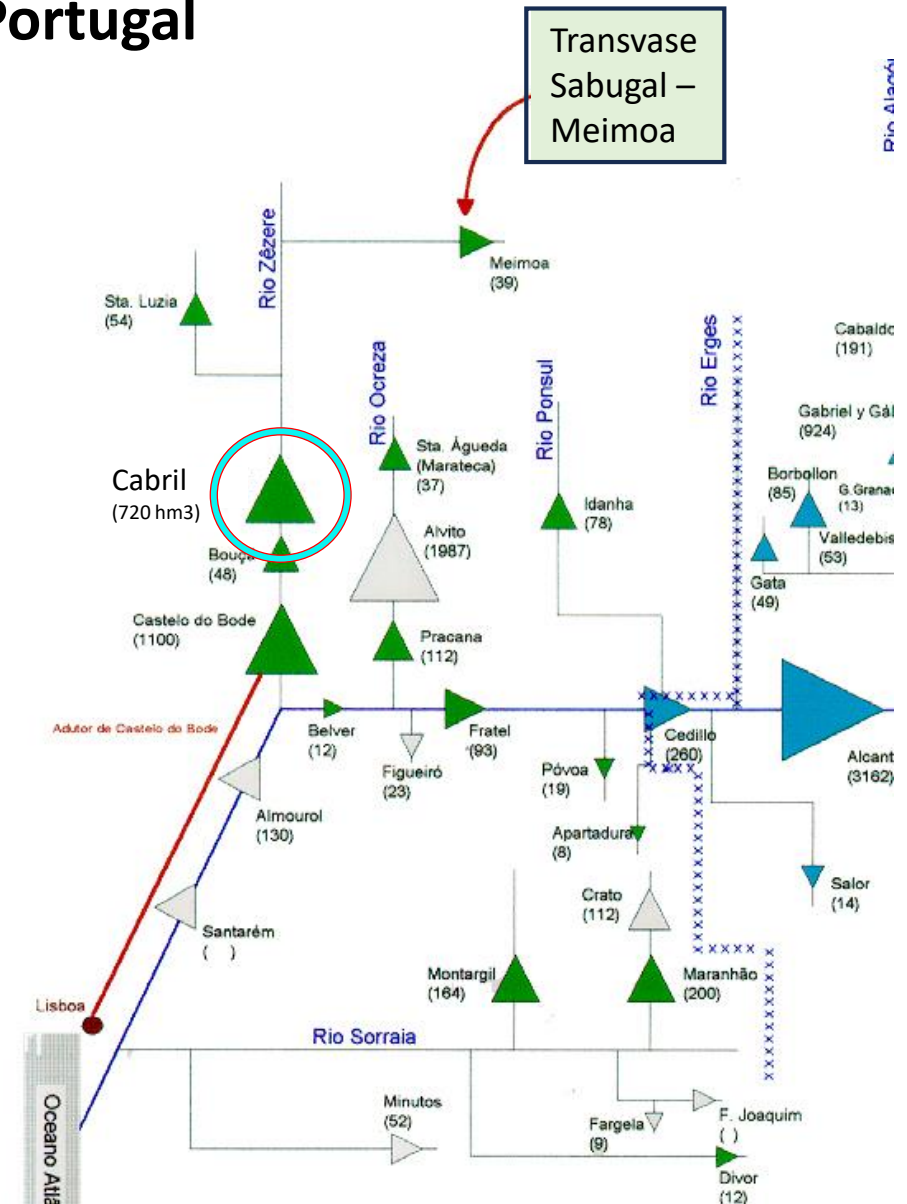 Portugal
Transvase
Sabugal –
Meimoa
Rio Zêzere
Meimoa
(39)
Sta. Luzia
(54)
Rio Ocreza
Rio Ponsul
Rio Erges
Cabaldo
(191)
Gabriel y Gál
(924)
Sta. Águeda
(Marateca)
(37)
Cabril
(720 hm3)
Borbollon
(85)
G.Grana
(13)
Idanha
(78)
Alvito
(1987)
Valledebis
(53)
Bouçã
(48)
Gata
(49)
Castelo do Bode
(1100)
Pracana
(112)
Adutor de Castelo do Bode
Belver
(12)
Fratel
(93)
Cedillo
(260)
Figueiró
(23)
Póvoa
(19)
Alcant
(3162)
Almourol
(130)
Apartadura
(8)
Crato
(112)
Salor
(14)
Santarém
( )
Montargil
(164)
Maranhão
(200)
Lisboa
Rio Sorraia
Oceano Atlâ
Minutos
(52)
Fargela
(9)
F. Joaquim
( )
Divor
(12)